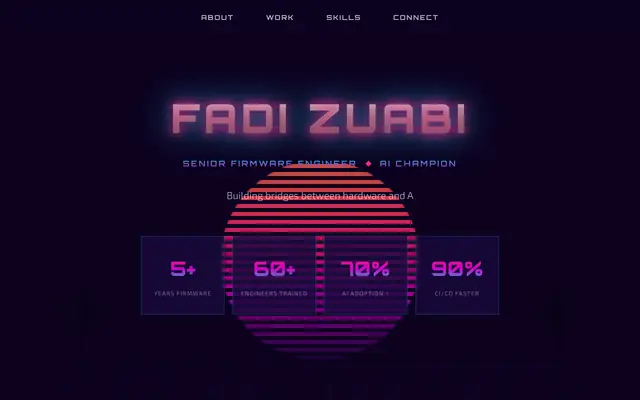 ABOUT WORK SKILLS CONNECT
FADI ZUABI
SENIOR FIRMWARE ENGINEER ◆ AI CHAMPION
Building bridges between hardware and A
5+ 60+ 70% 90%
YEARS FIRMWARE ENGINEERS TRAINED AI ADOPTION ↑ CI/CD FASTER